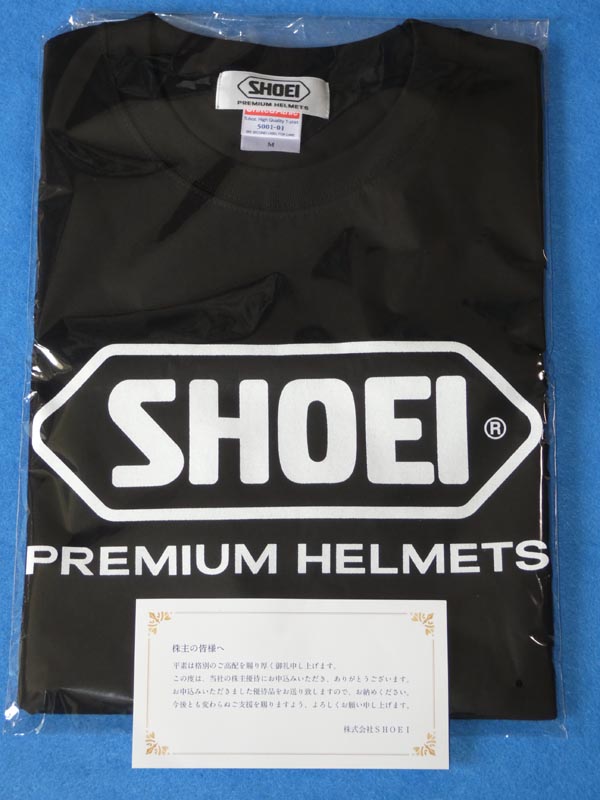 SHOEI
PREMIUM HELMETS
5.6oz. High Quality T-shirt
5001-01
M
SHOEI®
PREMIUM HELMETS
株主の皆様へ
平素は格別のご高配を賜り厚く御礼申し上げます。
この度は、当社の株主優待にお申込みいただき、ありがとうございます。
お申込みいただきました優待品をお送り致しますので、お納めください。
今後とも変わらぬご支援を賜りますよう、よろしくお願い申し上げます。
株式会社SHOEI